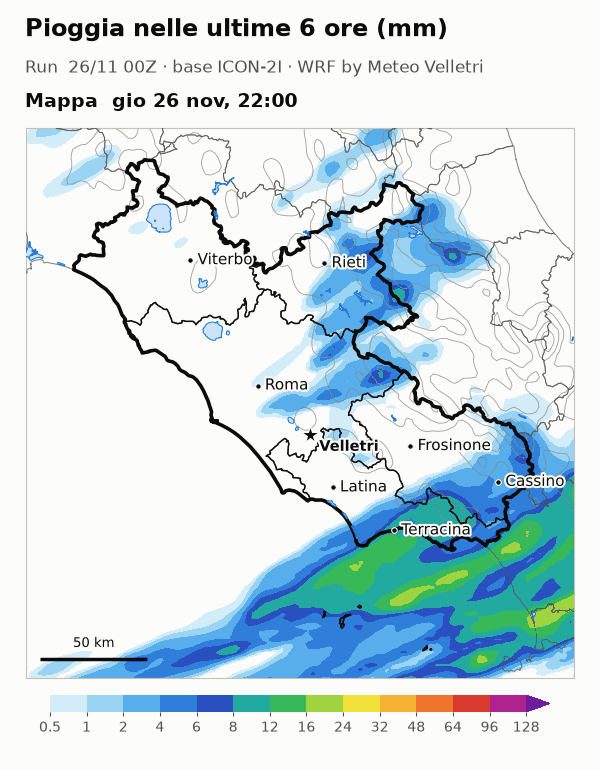 Pioggia nelle ultime 6 ore (mm)
Run  26/11 00Z · base ICON-2I · WRF by Meteo Velletri
Mappa  gio 26 nov, 22:00
Viterbo
Rieti
Roma
Velletri
Frosinone
Latina
Cassino
Terracina
50 km
0.5 1 2 4 6 8 12 16 24 32 48 64 96 128